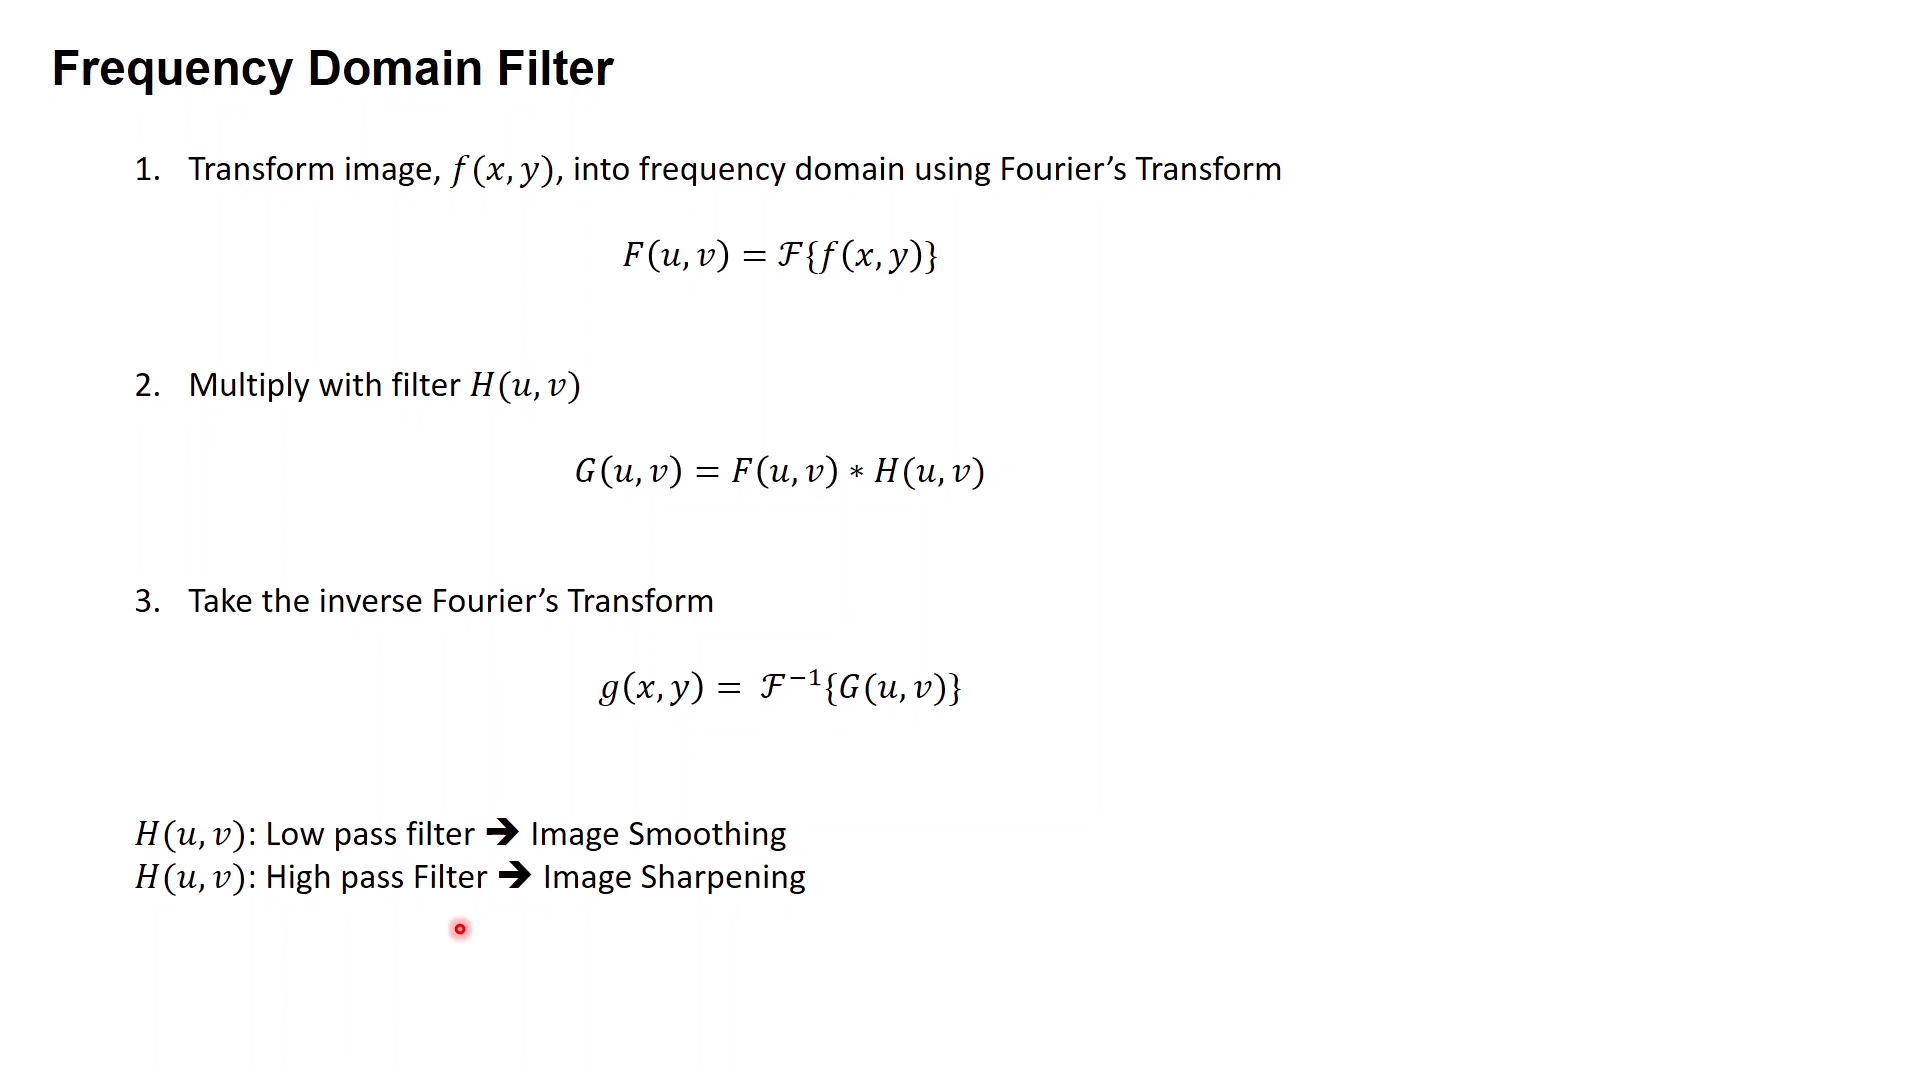 Frequency Domain Filter
1. Transform image, f(x, y), into frequency domain using Fourier’s Transform
F(u, v) = ℱ{f(x, y)}
2. Multiply with filter H(u, v)
G(u, v) = F(u, v) ∗ H(u, v)
3. Take the inverse Fourier’s Transform
g(x, y) = ℱ⁻¹{G(u, v)}
H(u, v): Low pass filter ➔ Image Smoothing
H(u, v): High pass Filter ➔ Image Sharpening